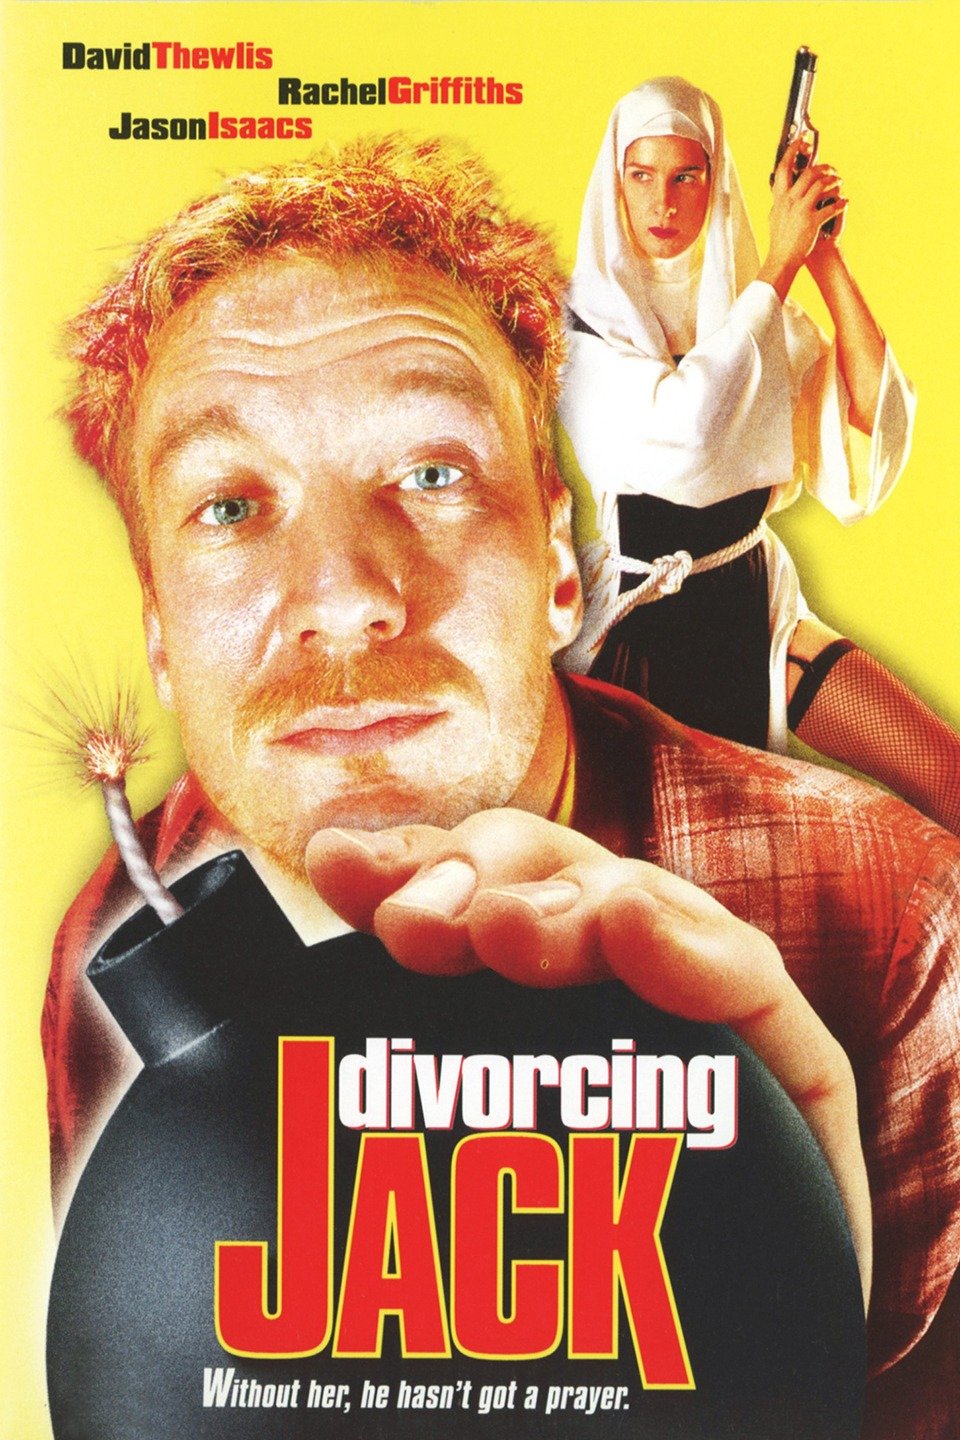 DavidThewlis
RachelGriffiths
JasonIsaacs
divorcing
JACK
Without her, he hasn't got a prayer.